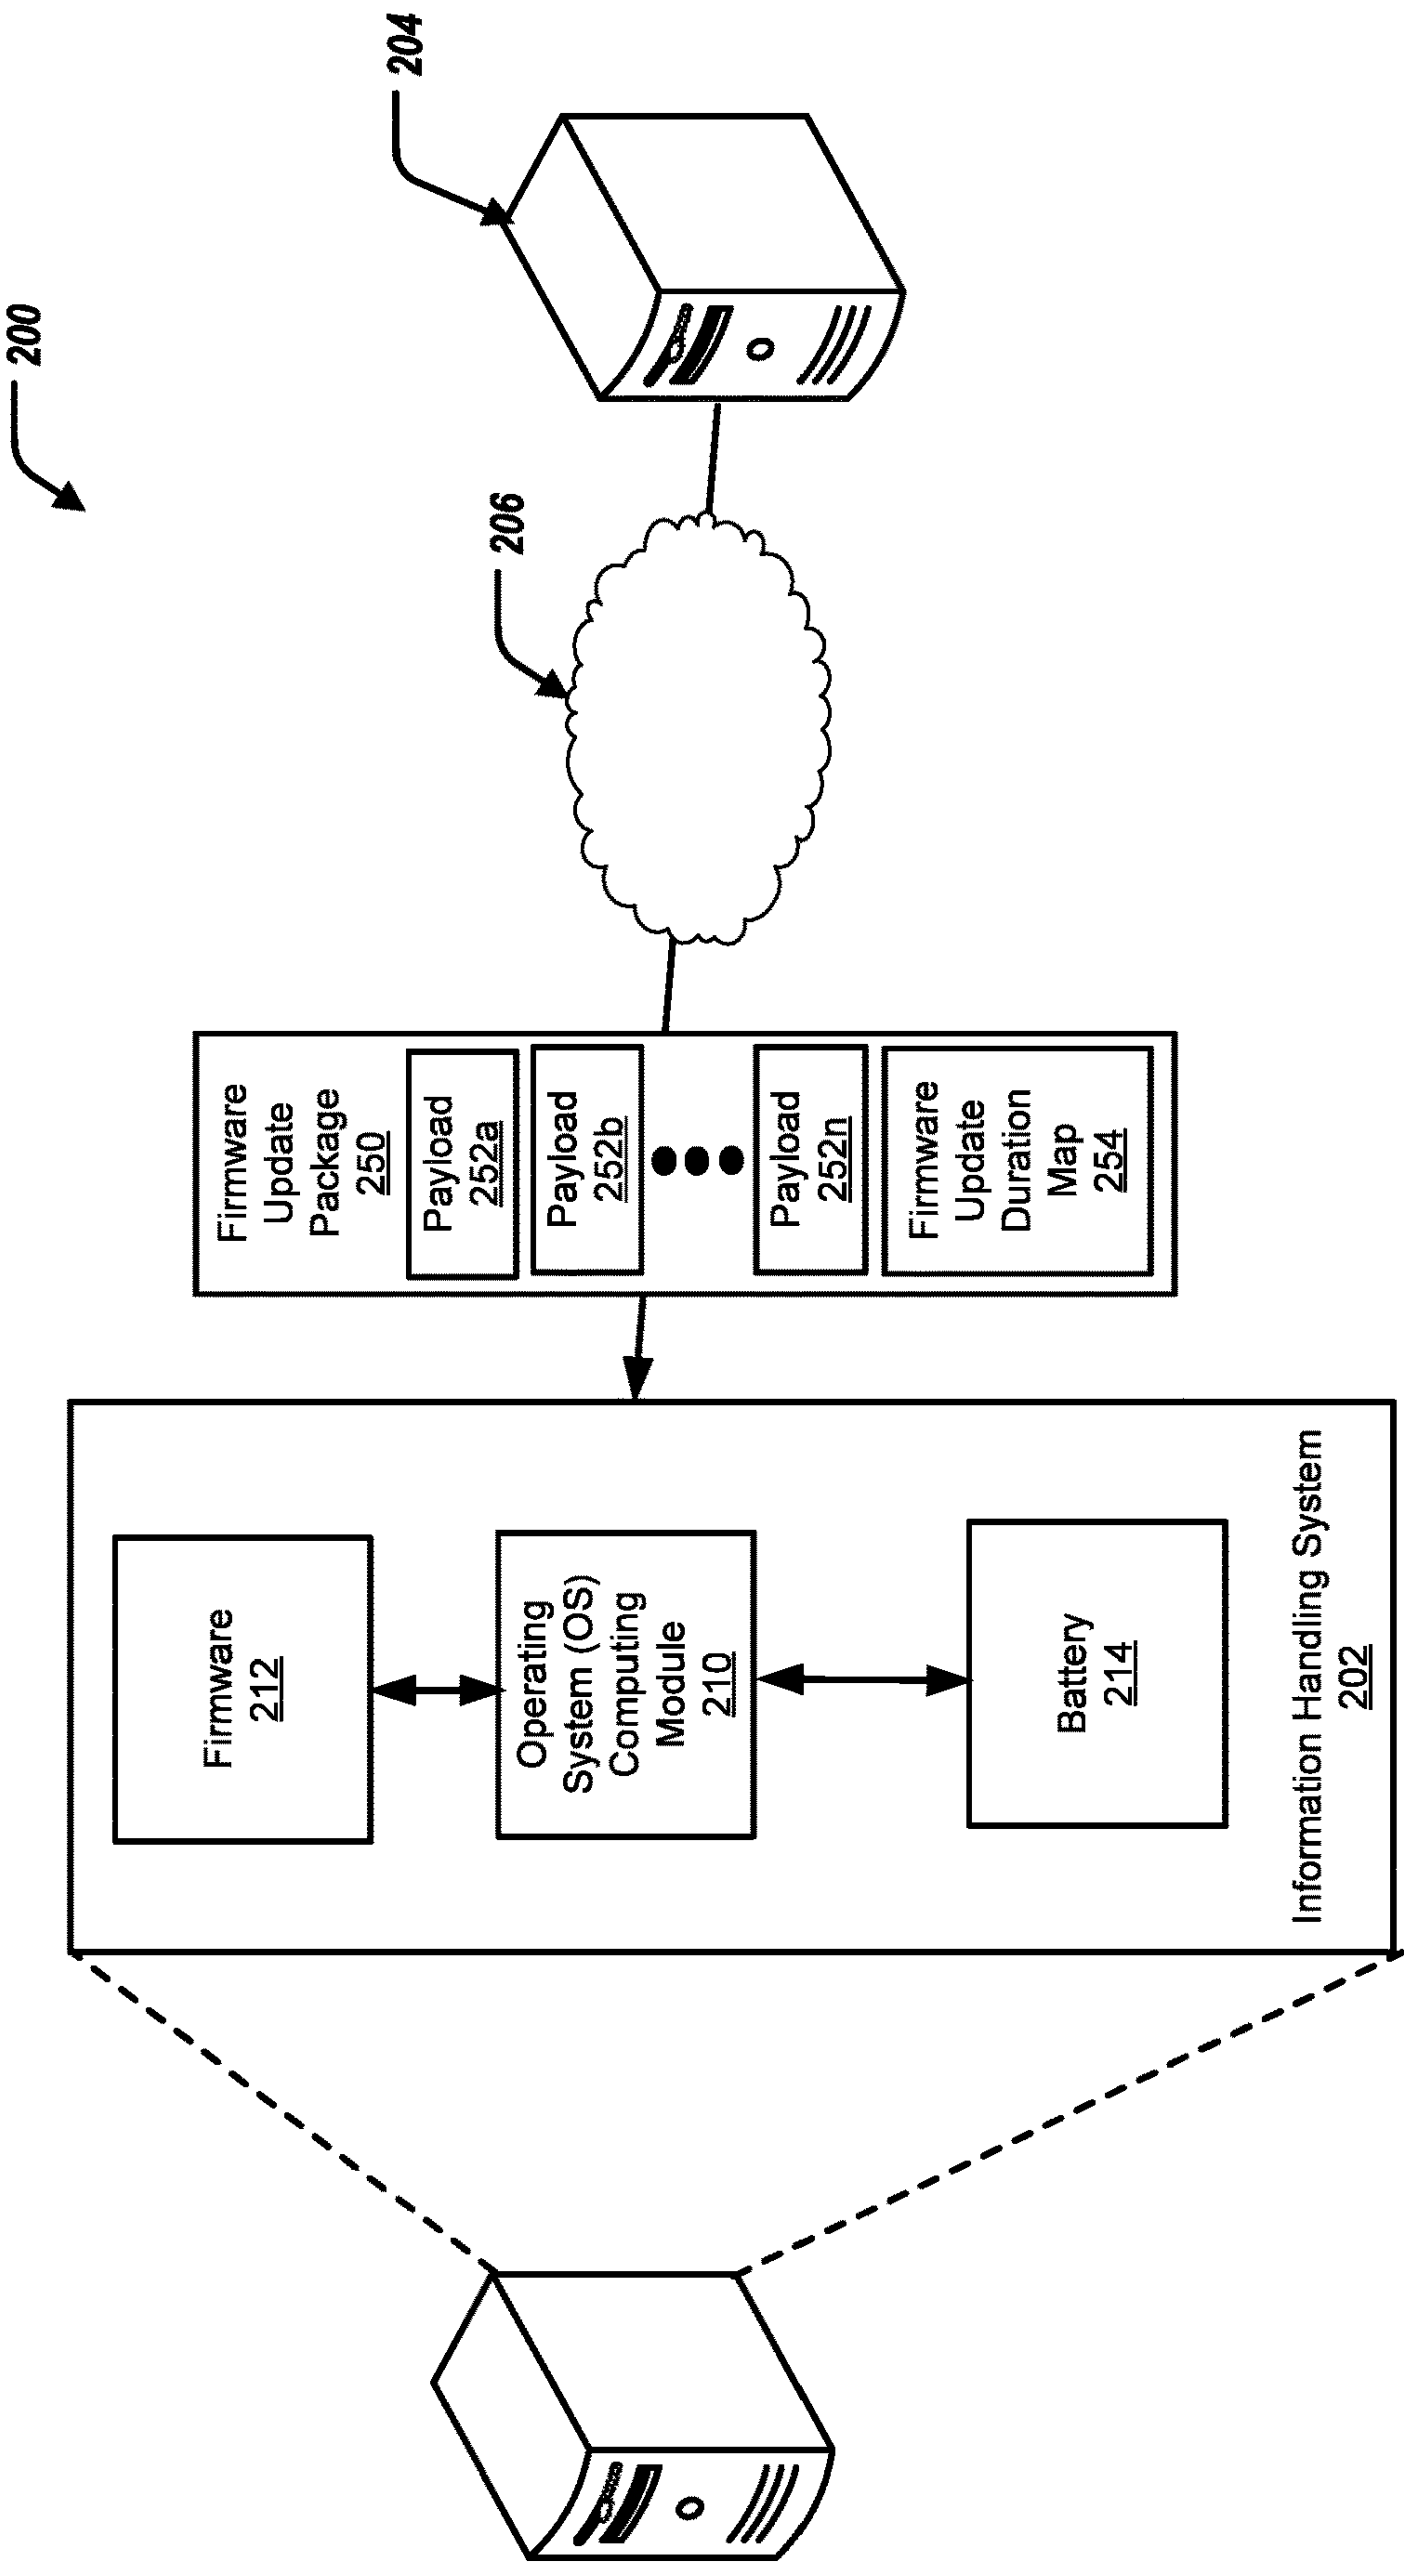 200
204
206
Firmware
Update
Package
250
Payload
252a
Payload
252b
Payload
252n
Firmware
Update
Duration
Map
254
Firmware
212
Operating
System (OS)
Computing
Module
210
Battery
214
Information Handling System
202